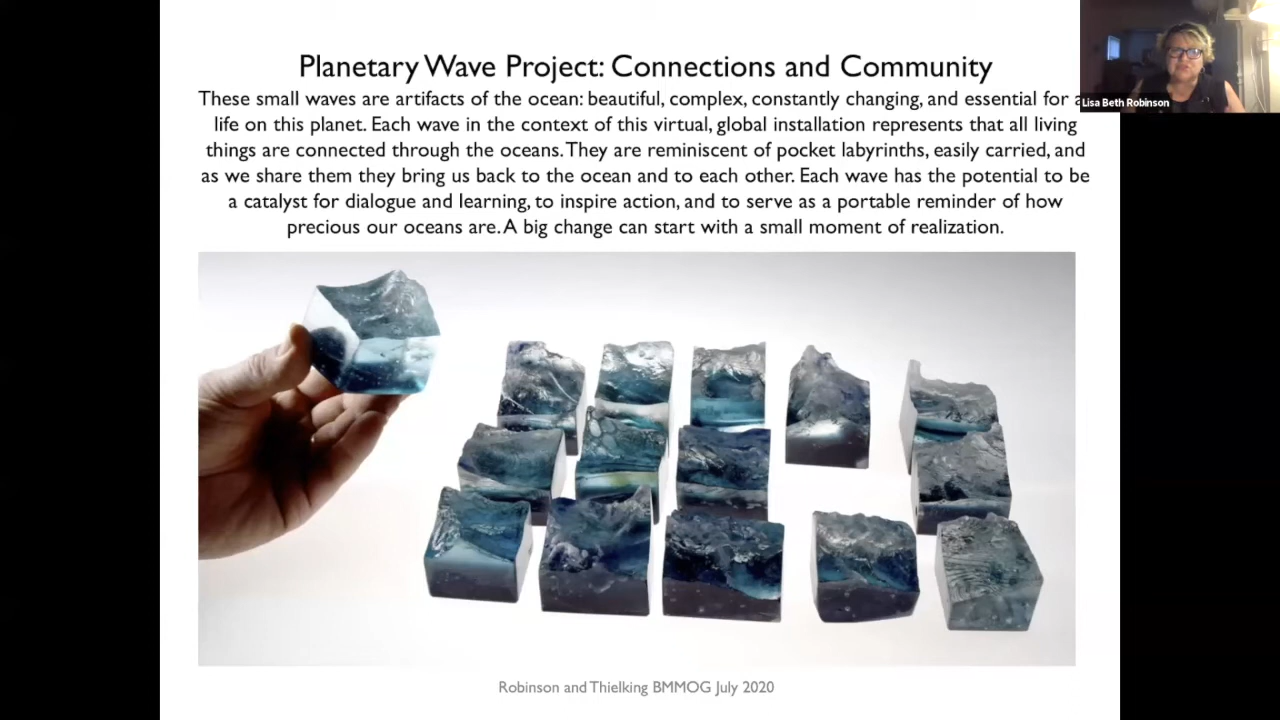 Planetary Wave Project: Connections and Community
These small waves are artifacts of the ocean: beautiful, complex, constantly changing, and essential for
life on this planet. Each wave in the context of this virtual, global installation represents that all living
things are connected through the oceans. They are reminiscent of pocket labyrinths, easily carried, and
as we share them they bring us back to the ocean and to each other. Each wave has the potential to be
a catalyst for dialogue and learning, to inspire action, and to serve as a portable reminder of how
precious our oceans are. A big change can start with a small moment of realization.
Lisa Beth Robinson
Robinson and Thielking BMMOG July 2020